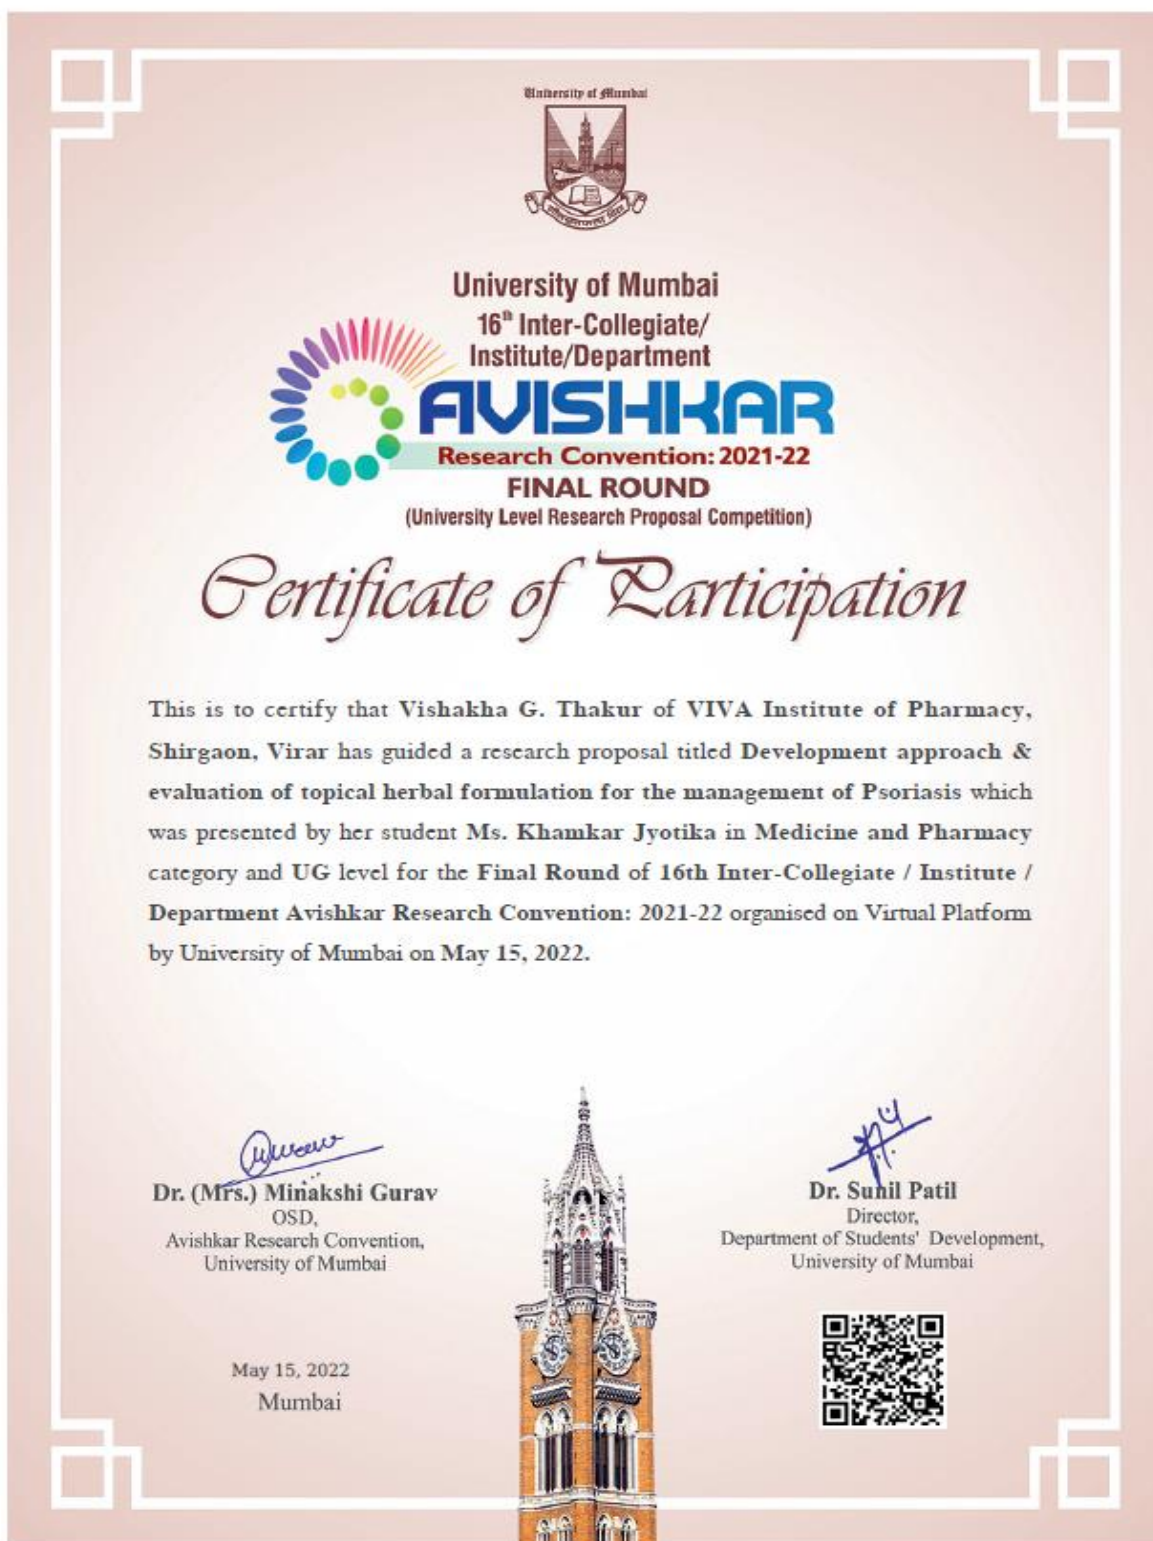 University of Mumbai
University of Mumbai
16th Inter-Collegiate/
Institute/Department
AVISHKAR
Research Convention: 2021-22
FINAL ROUND
(University Level Research Proposal Competition)
Certificate of Participation
This is to certify that Vishakha G. Thakur of VIVA Institute of Pharmacy,
Shirgaon, Virar has guided a research proposal titled Development approach &
evaluation of topical herbal formulation for the management of Psoriasis which
was presented by her student Ms. Khamkar Jyotika in Medicine and Pharmacy
category and UG level for the Final Round of 16th Inter-Collegiate / Institute /
Department Avishkar Research Convention: 2021-22 organised on Virtual Platform
by University of Mumbai on May 15, 2022.
Dr. (Mrs.) Minakshi Gurav
OSD,
Avishkar Research Convention,
University of Mumbai
Dr. Sunil Patil
Director,
Department of Students' Development,
University of Mumbai
May 15, 2022
Mumbai